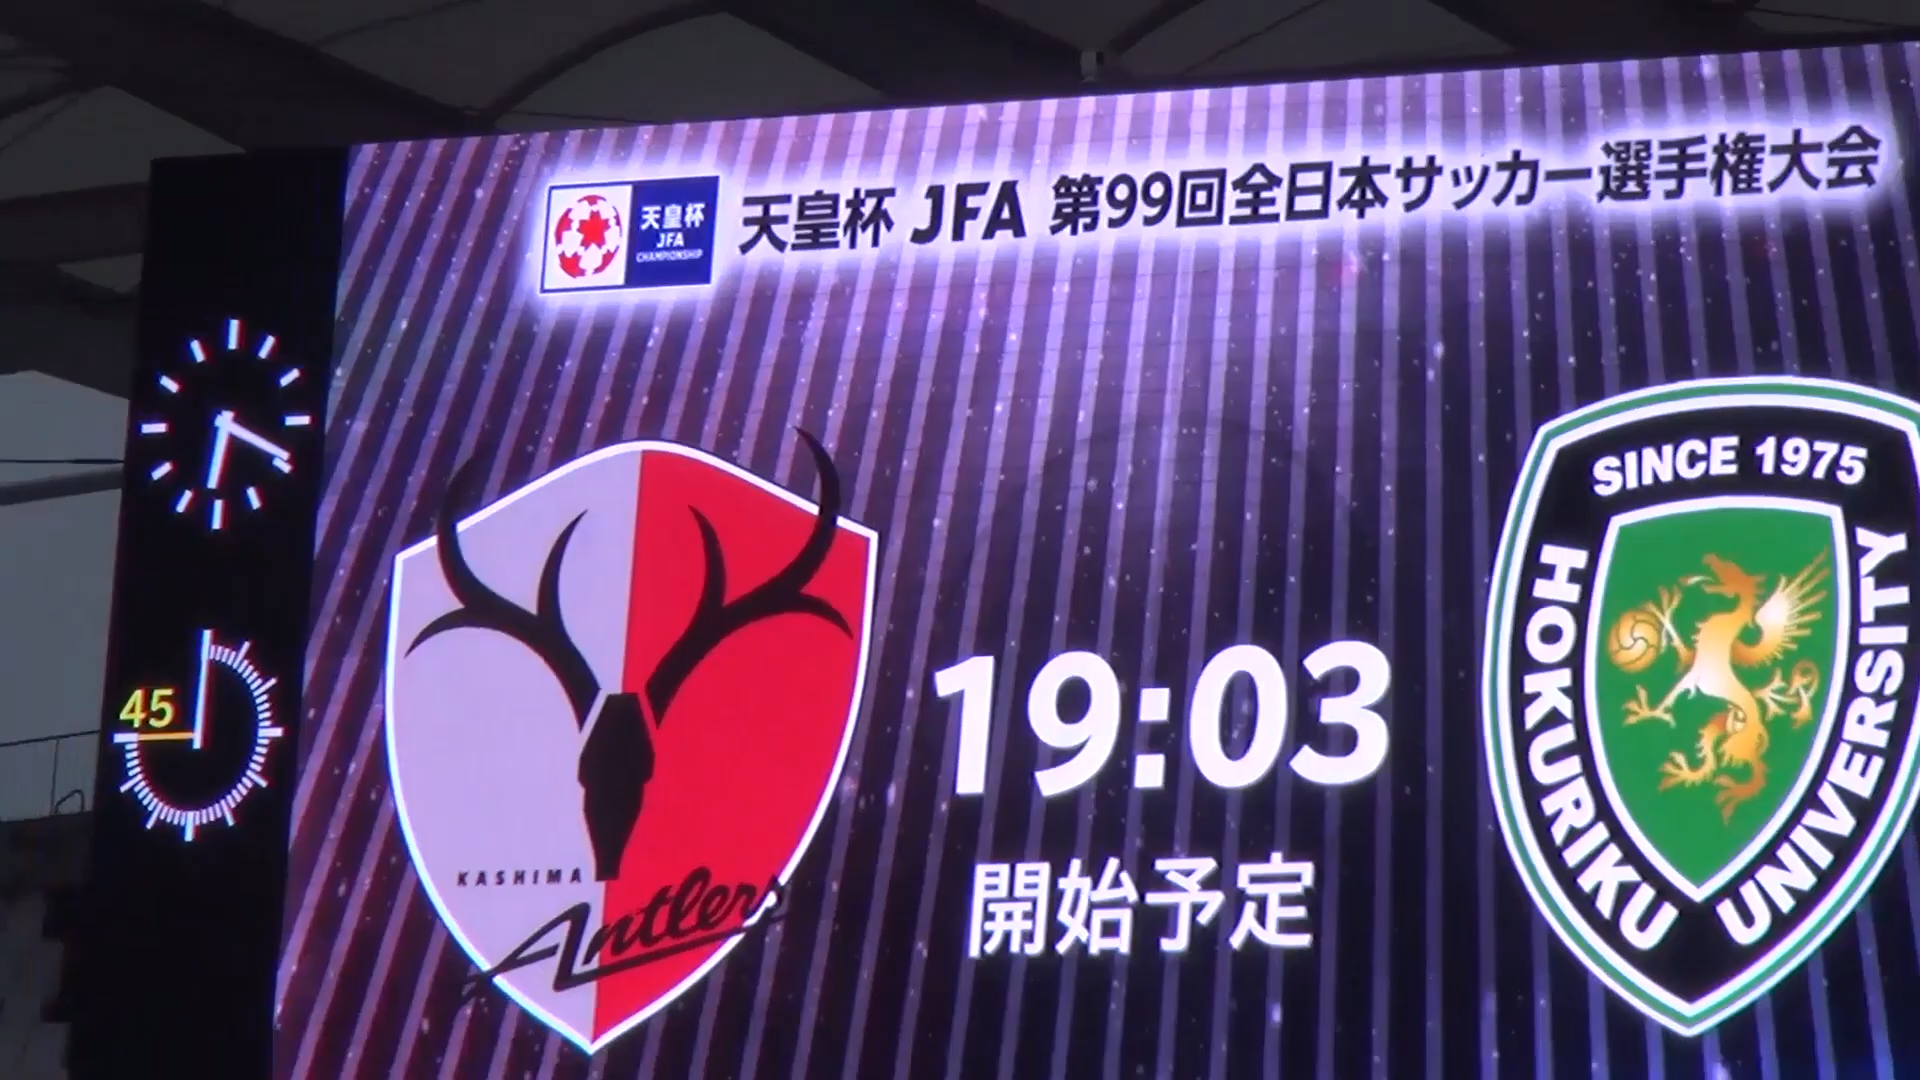 天皇杯 JFA 第99回全日本サッカー選手権大会
天皇杯
JFA
CHAMPIONSHIP
SINCE 1975
HOKURIKU UNIVERSITY
45
19:03
開始予定
KASHIMA
Antlers